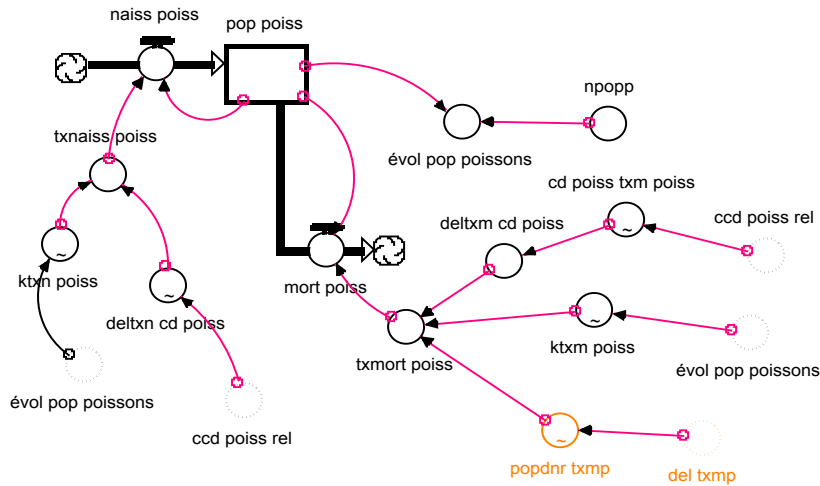 naiss poiss
pop poiss
npopp
txnaiss poiss
évol pop poissons
cd poiss txm poiss
deltxm cd poiss
ccd poiss rel
ktxn poiss
~
~
~
mort poiss
deltxn cd poiss
~
txmort poiss
ktxm poiss
évol pop poissons
évol pop poissons
ccd poiss rel
~
popdnr txmp
del txmp